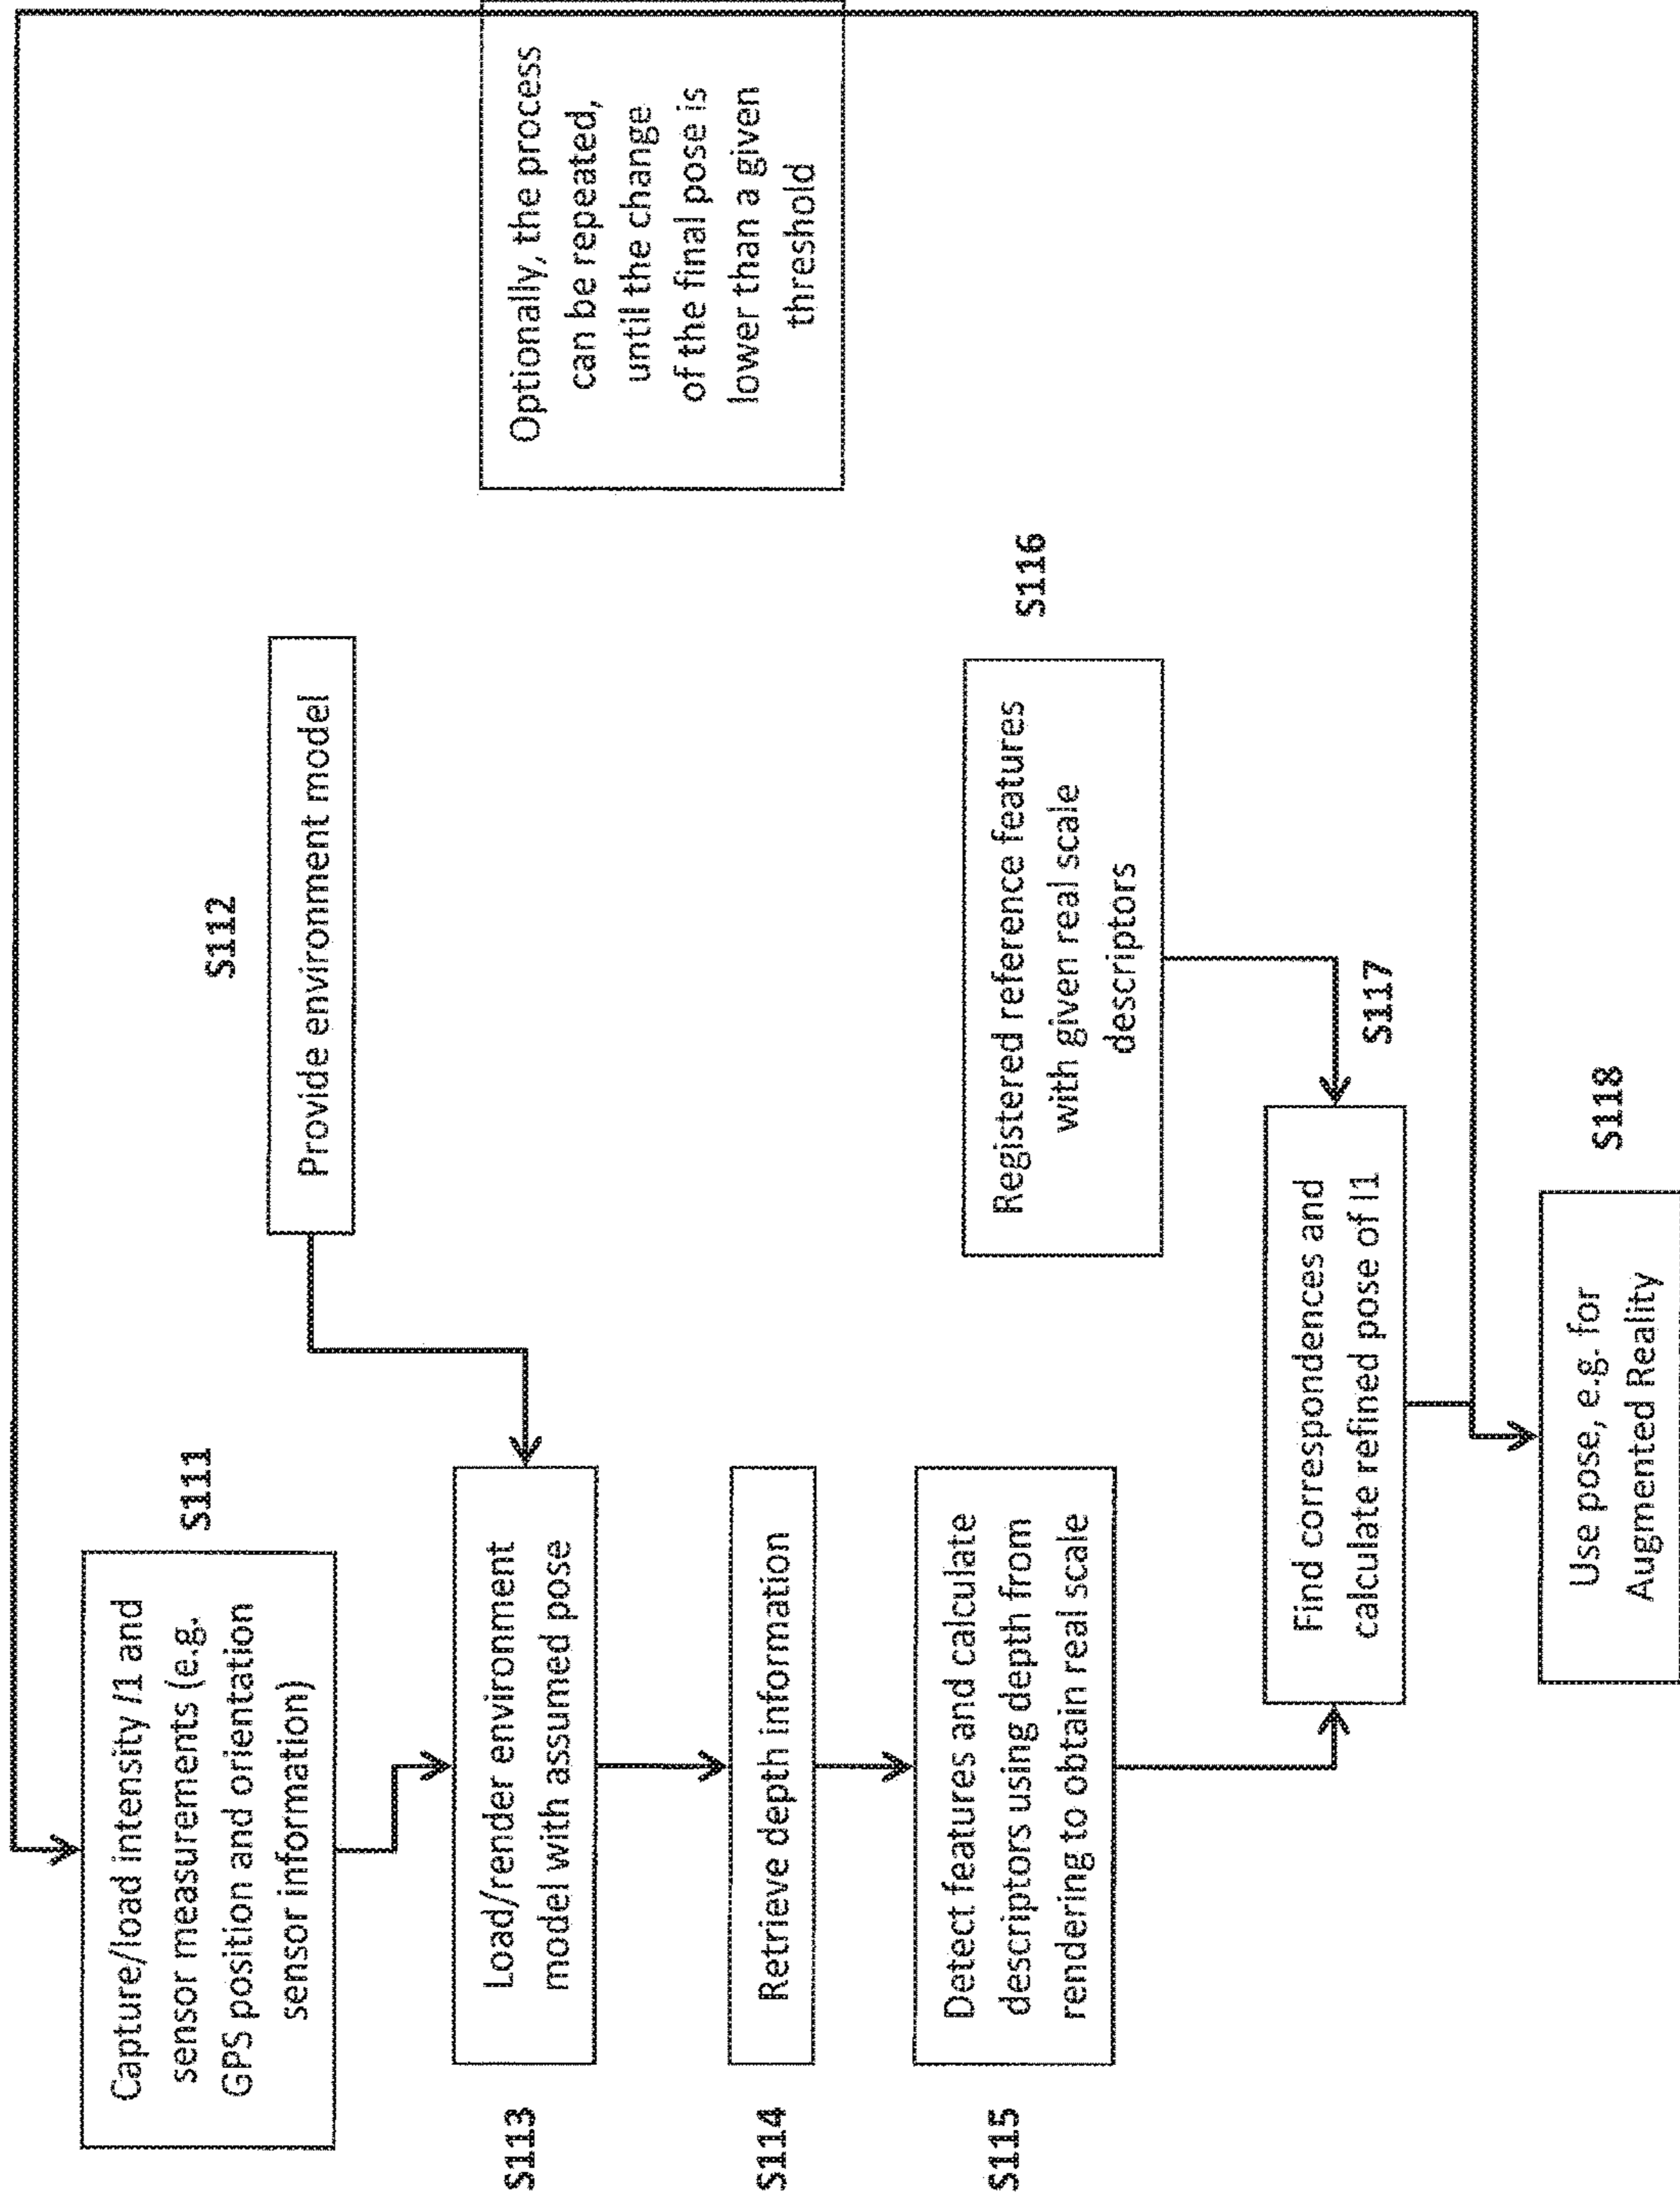 Capture/load intensity I1 and
sensor measurements (e.g.
GPS position and orientation
sensor information)
S111
S112
Provide environment model
S113
Load/render environment
model with assumed pose
Optionally, the process
can be repeated,
until the change
of the final pose is
lower than a given
threshold
S114
Retrieve depth information
S115
Detect features and calculate
descriptors using depth from
rendering to obtain real scale
S116
Registered reference features
with given real scale
descriptors
S117
Find correspondences and
calculate refined pose of I1
S118
Use pose, e.g. for
Augmented Reality